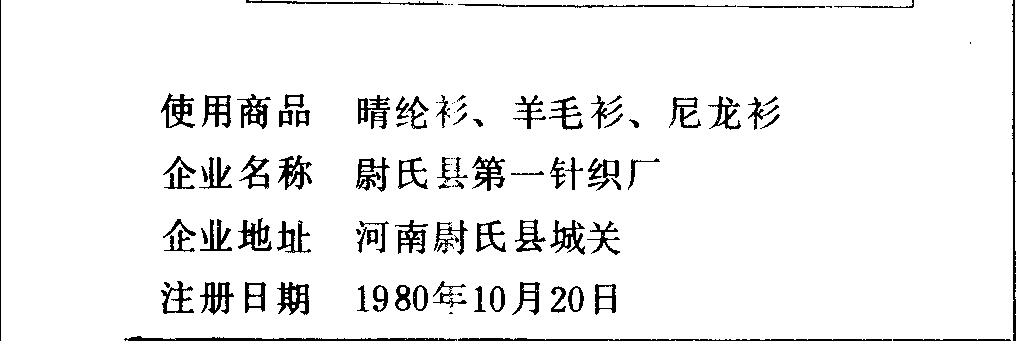 使用商品 晴纶衫、羊毛衫、尼龙衫
企业名称 尉氏县第一针织厂
企业地址 河南尉氏县城关
注册日期 1980年10月20日